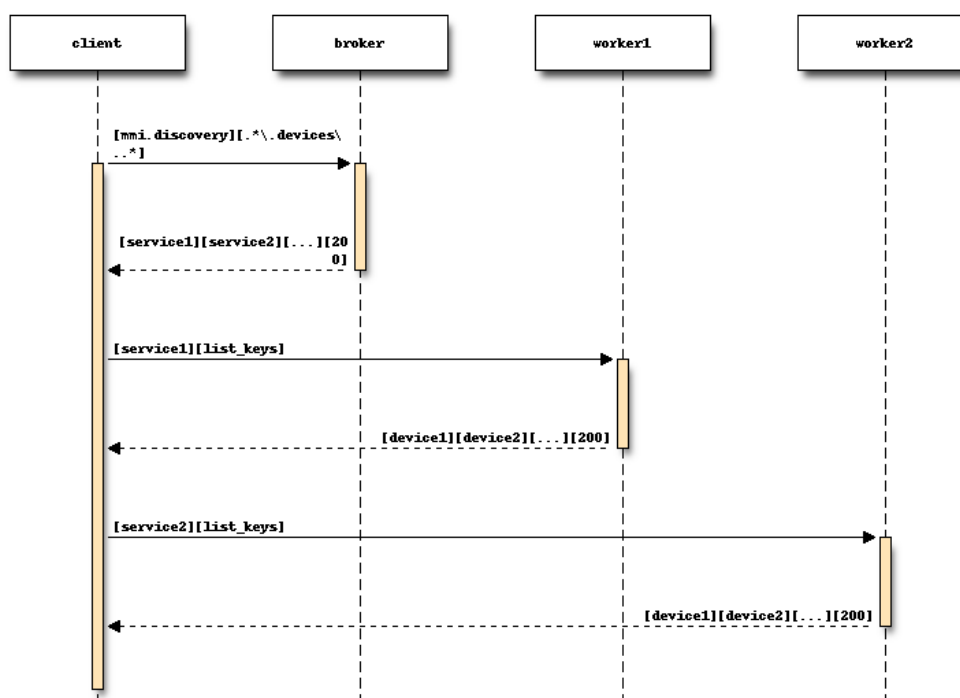 client
broker
worker1
worker2
[mmi.discovery][.*\.devices\
..*]
[service1][service2][...][20
0]
[service1][list_keys]
[device1][device2][...][200]
[service2][list_keys]
[device1][device2][...][200]